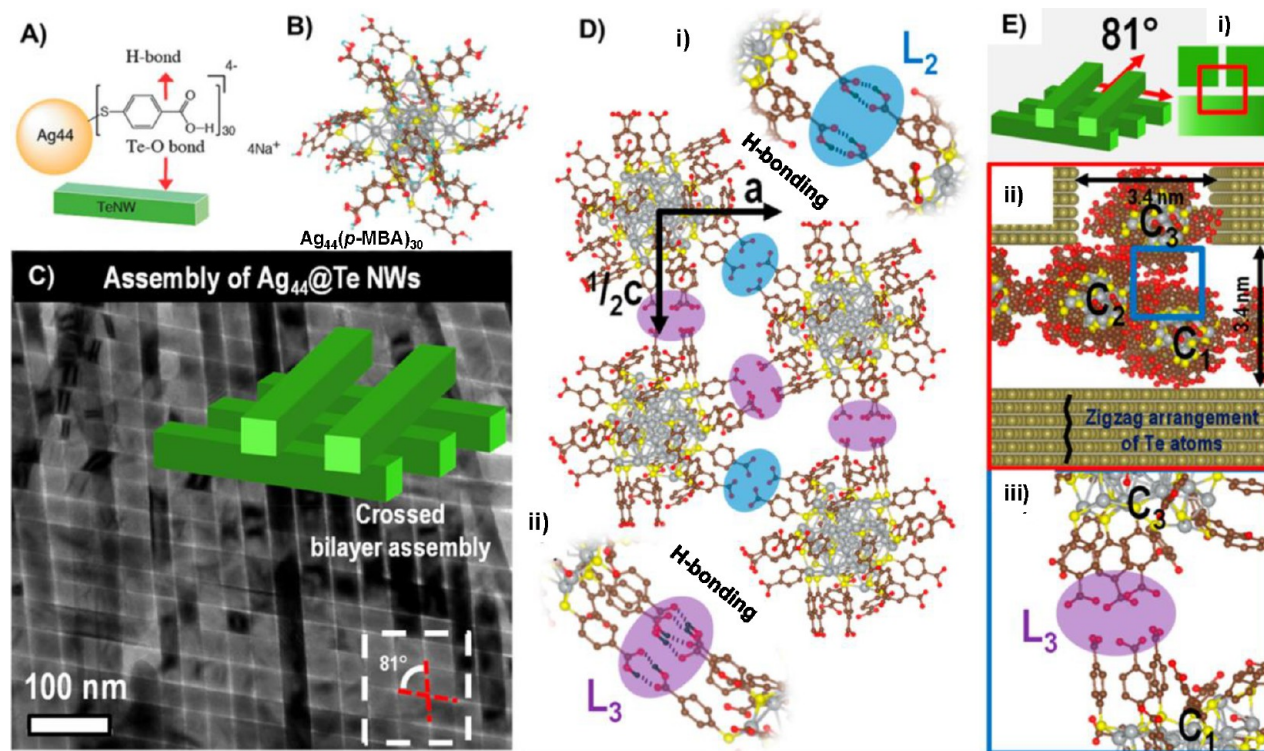 A)
H-bond
4-
Ag44
S
O
O–H
30
4Na⁺
Te-O bond
TeNW
B)
Ag₄₄(p-MBA)₃₀
C)
Assembly of Ag₄₄@Te NWs
Crossed
bilayer assembly
81°
100 nm
D)
i)
L₂
H-bonding
a
¹/₂c
ii)
H-bonding
L₃
E)
i)
81°
ii)
3.4 nm
C₃
C₂
C₁
3.4 nm
Zigzag arrangement
of Te atoms
iii)
C₃
L₃
C₁